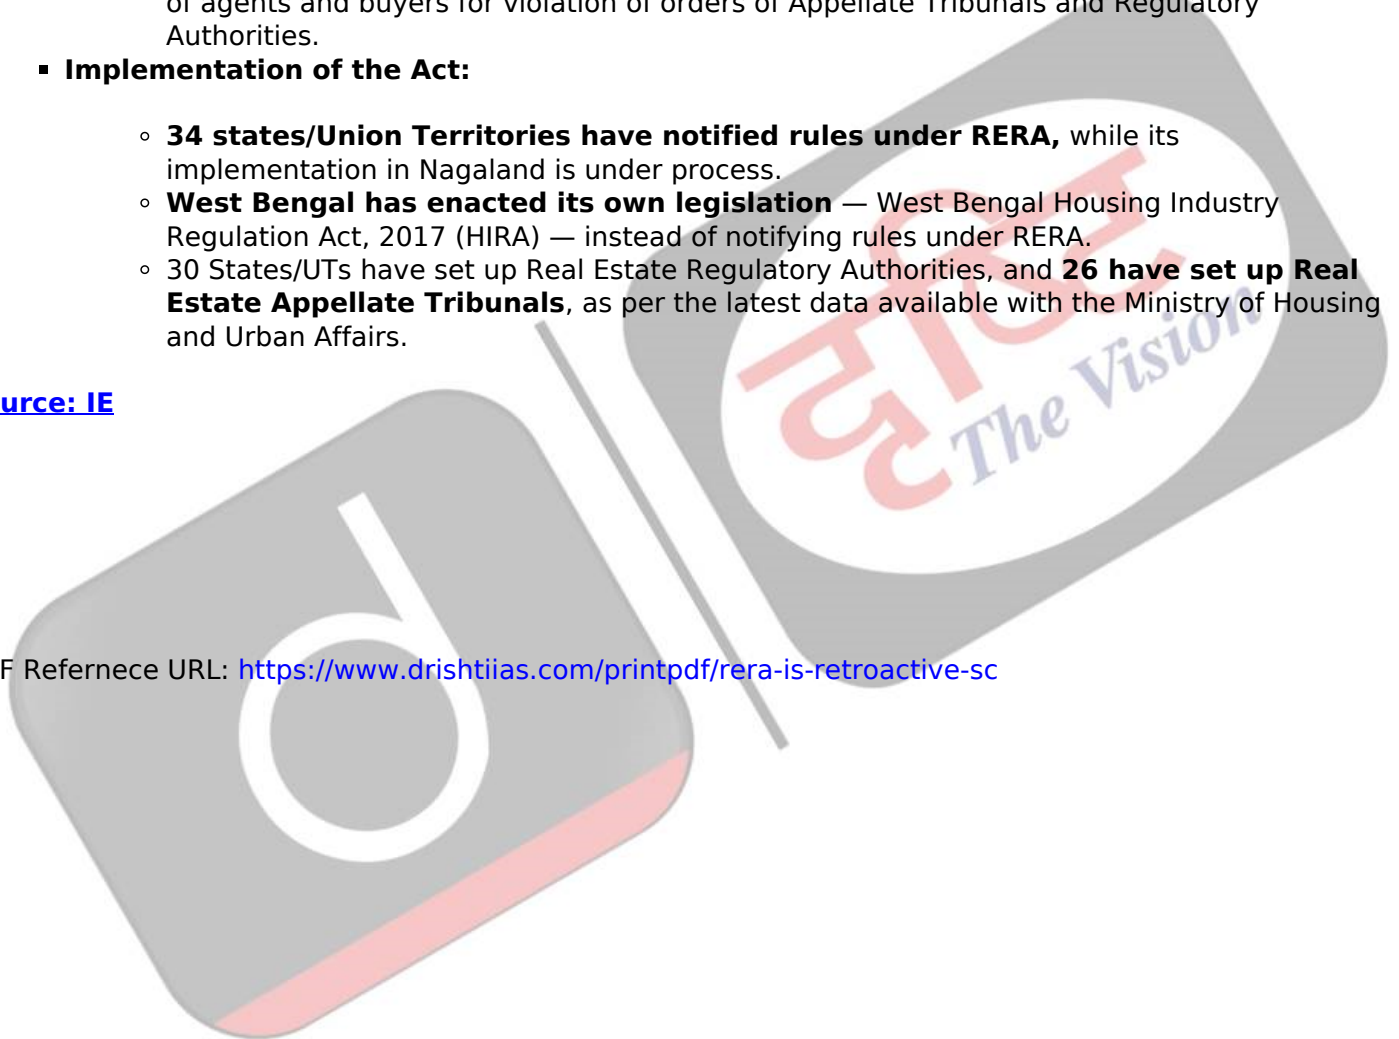 of agents and buyers for violation of orders of Appellate Tribunals and Regulatory
Authorities.
▪ Implementation of the Act:
◦ 34 states/Union Territories have notified rules under RERA, while its
implementation in Nagaland is under process.
◦ West Bengal has enacted its own legislation — West Bengal Housing Industry
Regulation Act, 2017 (HIRA) — instead of notifying rules under RERA.
◦ 30 States/UTs have set up Real Estate Regulatory Authorities, and 26 have set up Real
Estate Appellate Tribunals, as per the latest data available with the Ministry of Housing
and Urban Affairs.
urce: IE
F Refernece URL: https://www.drishtiias.com/printpdf/rera-is-retroactive-sc
दृष्टि
The Vision
d